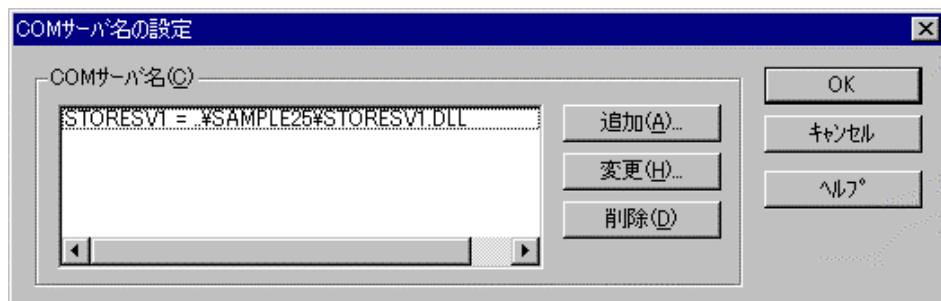 COMｻｰﾊﾞ名の設定
COMサーバ名(C)
STORESV1 = ..¥SAMPLE25¥STORESV1.DLL
追加(A)...
変更(H)...
削除(D)
OK
ｷｬﾝｾﾙ
ﾍﾙﾌﾟ